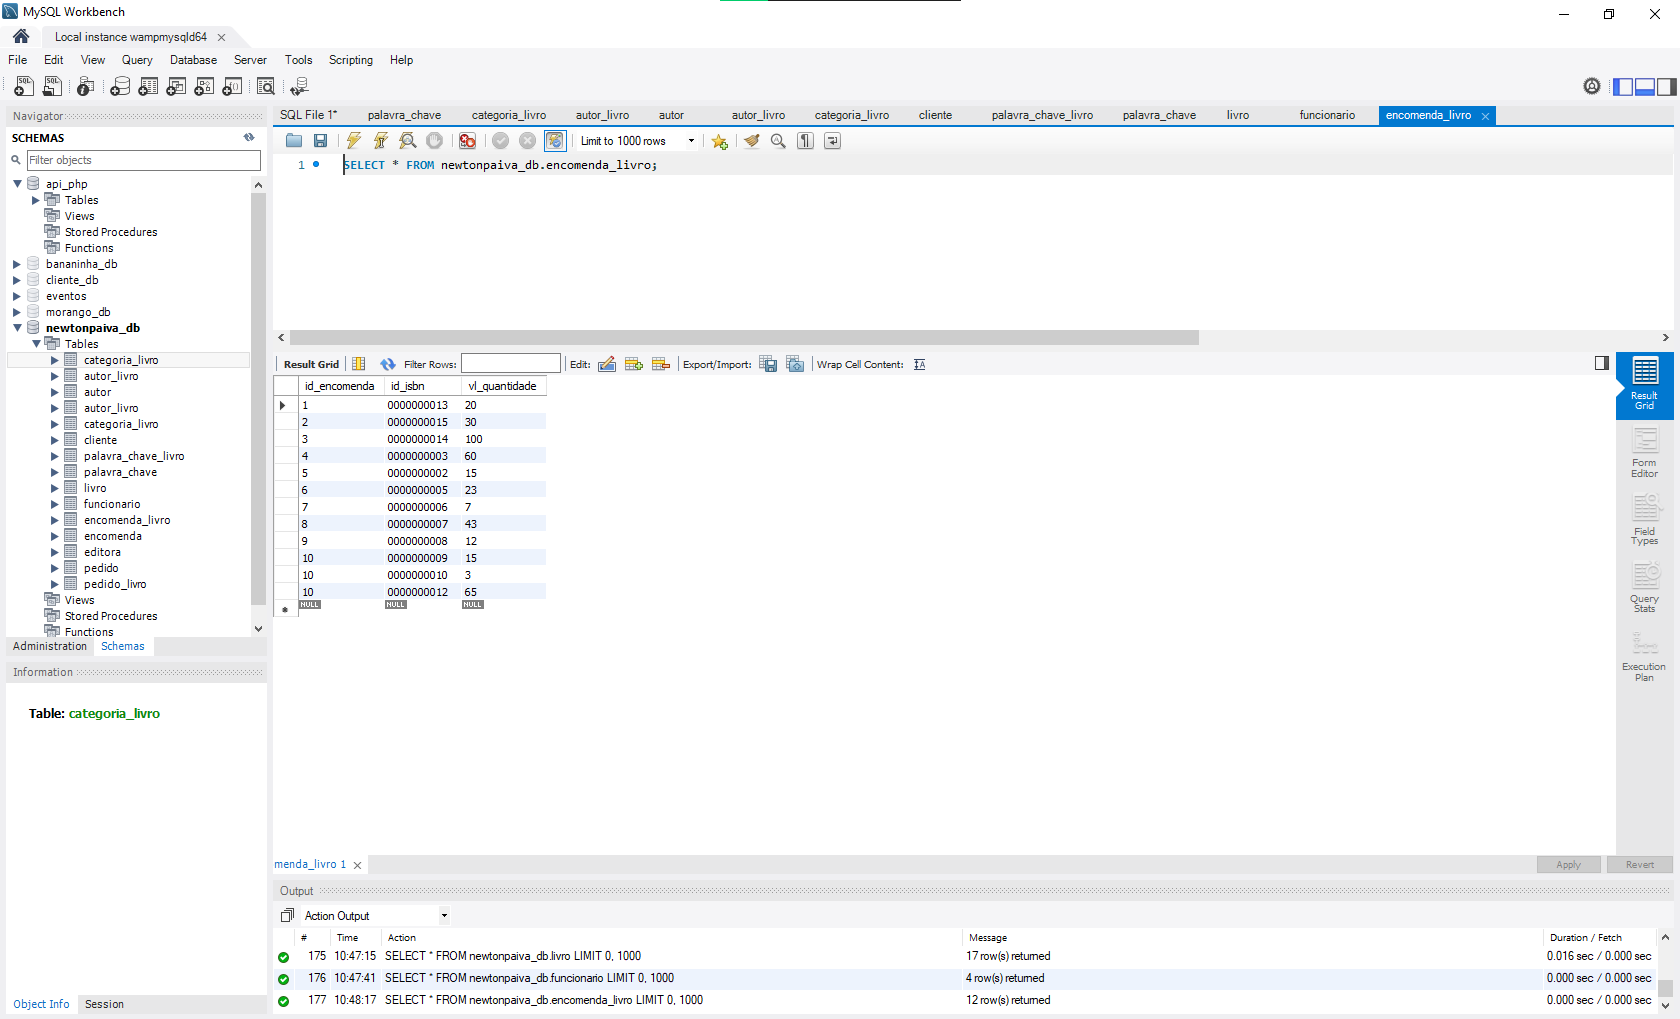 MySQL Workbench
Local instance wampmysqld64
File Edit View Query Database Server Tools Scripting Help
Navigator
SCHEMAS
Filter objects
api_php
Tables
Views
Stored Procedures
Functions
bananinha_db
cliente_db
eventos
morango_db
newtonpaiva_db
Tables
categoria_livro
autor_livro
autor
autor_livro
categoria_livro
cliente
palavra_chave_livro
palavra_chave
livro
funcionario
encomenda_livro
encomenda
editora
pedido
pedido_livro
Views
Stored Procedures
Functions
Administration Schemas
Information
Table: categoria_livro
Object Info Session
SQL File 1* palavra_chave categoria_livro autor_livro autor autor_livro categoria_livro cliente palavra_chave_livro palavra_chave livro funcionario encomenda_livro
Limit to 1000 rows
1 SELECT * FROM newtonpaiva_db.encomenda_livro;
Result Grid Filter Rows: Edit: Export/Import: Wrap Cell Content:
id_encomenda id_isbn vl_quantidade
1 0000000013 20
2 0000000015 30
3 0000000014 100
4 0000000003 60
5 0000000002 15
6 0000000005 23
7 0000000006 7
8 0000000007 43
9 0000000008 12
10 0000000009 15
10 0000000010 3
10 0000000012 65
NULL NULL NULL
Result
Grid
Form
Editor
Field
Types
Query
Stats
Execution
Plan
menda_livro 1
Apply Revert
Output
Action Output
# Time Action Message Duration / Fetch
175 10:47:15 SELECT * FROM newtonpaiva_db.livro LIMIT 0, 1000 17 row(s) returned 0.016 sec / 0.000 sec
176 10:47:41 SELECT * FROM newtonpaiva_db.funcionario LIMIT 0, 1000 4 row(s) returned 0.000 sec / 0.000 sec
177 10:48:17 SELECT * FROM newtonpaiva_db.encomenda_livro LIMIT 0, 1000 12 row(s) returned 0.000 sec / 0.000 sec